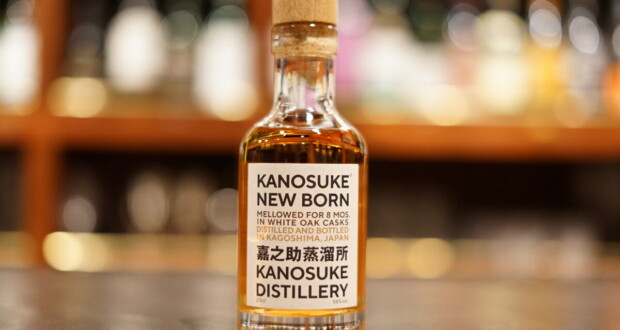 KANOSUKE
NEW BORN
MELLOWED FOR 8 MOS.
IN WHITE OAK CASKS
DISTILLED AND BOTTLED
IN KAGOSHIMA, JAPAN
嘉之助蒸溜所
KANOSUKE
DISTILLERY